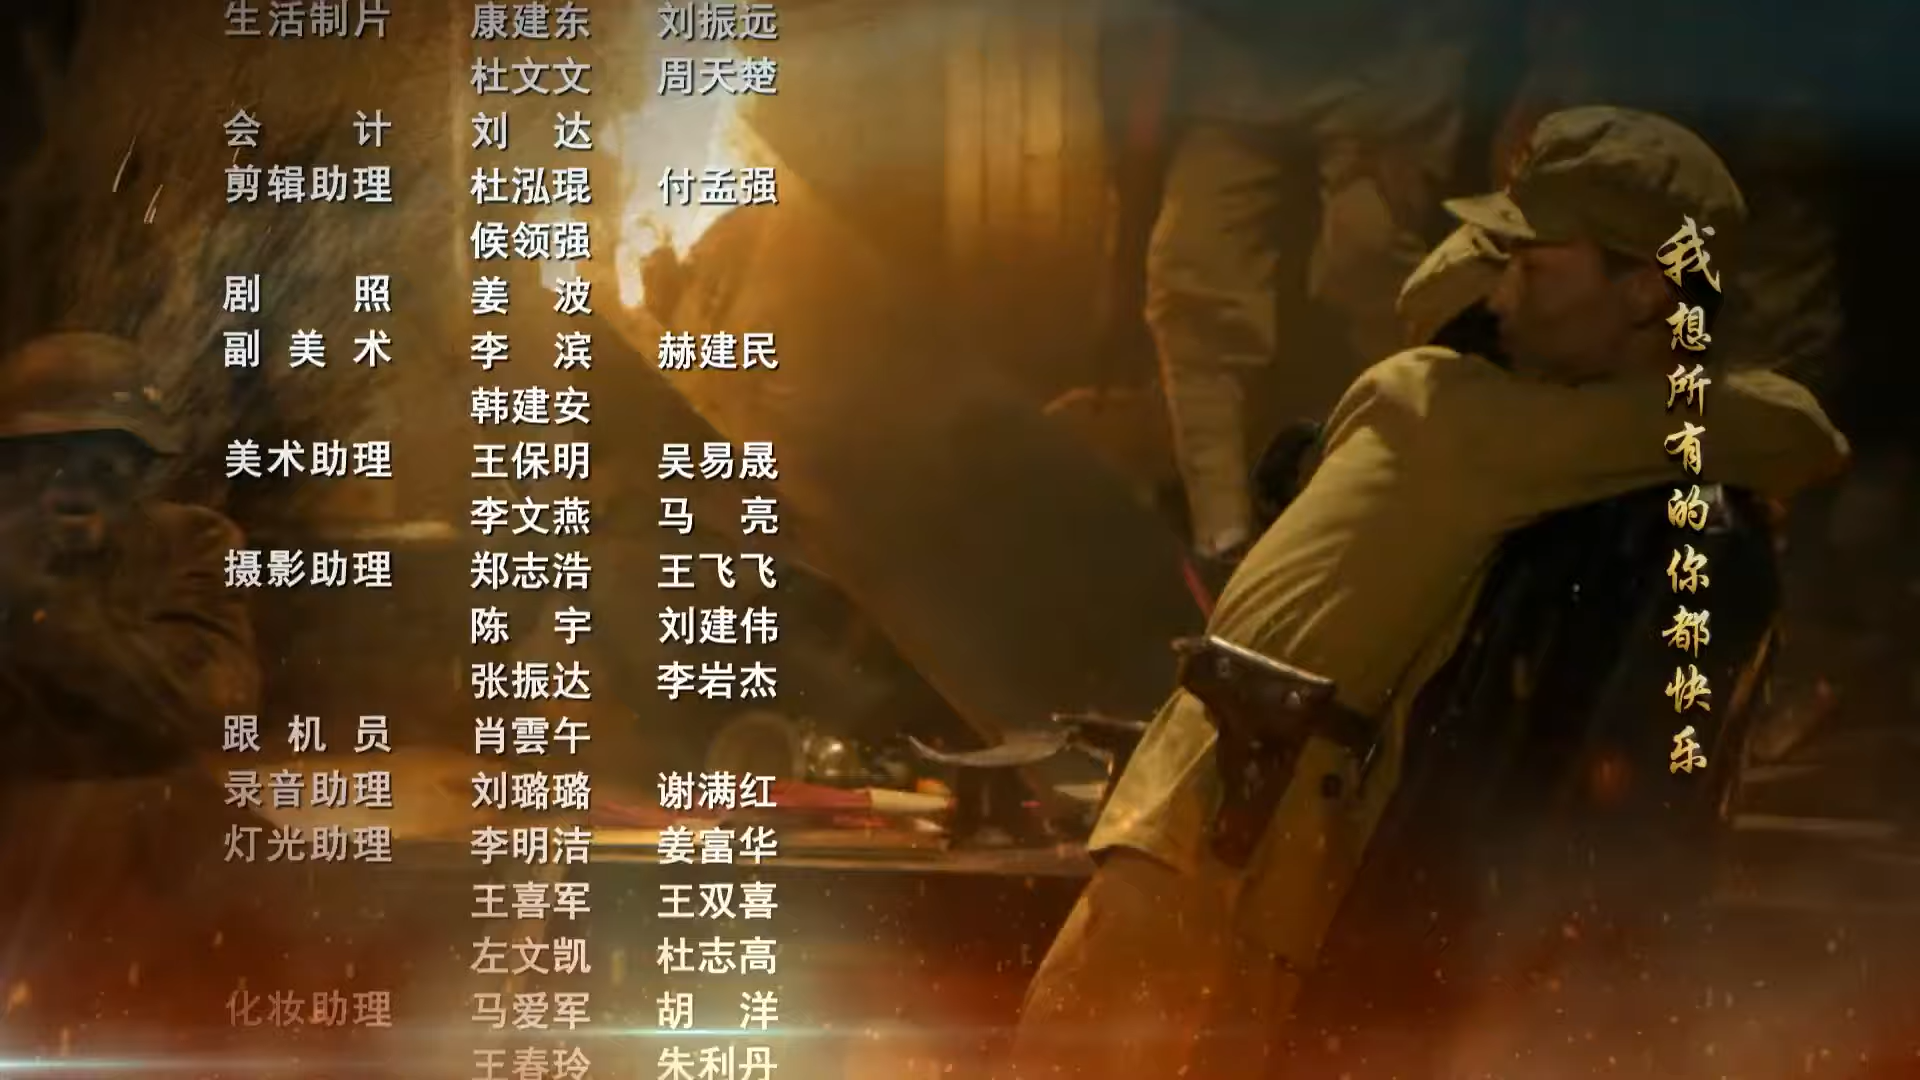 生活制片 康建东 刘振远
杜文文 周天楚
会计 刘达
剪辑助理 杜泓琨 付孟强
候领强
剧照 姜波
副美术 李滨 赫建民
韩建安
美术助理 王保明 吴易晟
李文燕 马亮
摄影助理 郑志浩 王飞飞
陈宇 刘建伟
张振达 李岩杰
跟机员 肖雲午
录音助理 刘璐璐 谢满红
灯光助理 李明洁 姜富华
王喜军 王双喜
左文凯 杜志高
化妆助理 马爱军 胡洋
王春玲 朱利丹
我想所有的你都快乐